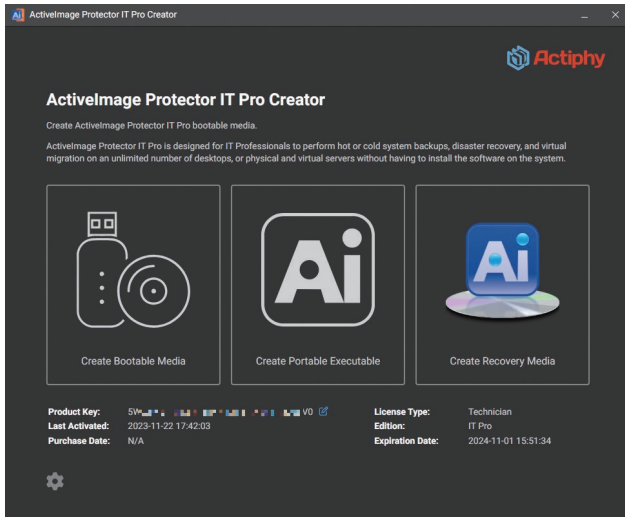 ActiveImage Protector IT Pro Creator
Actiphy
ActiveImage Protector IT Pro Creator
Create ActiveImage Protector IT Pro bootable media.
ActiveImage Protector IT Pro is designed for IT Professionals to perform hot or cold system backups, disaster recovery, and virtual
migration on an unlimited number of desktops, or physical and virtual servers without having to install the software on the system.
Ai
Ai
Create Bootable Media
Create Portable Executable
Create Recovery Media
Product Key: 5W V0
License Type: Technician
Last Activated: 2023-11-22 17:42:03
Edition: IT Pro
Purchase Date: N/A
Expiration Date: 2024-11-01 15:51:34